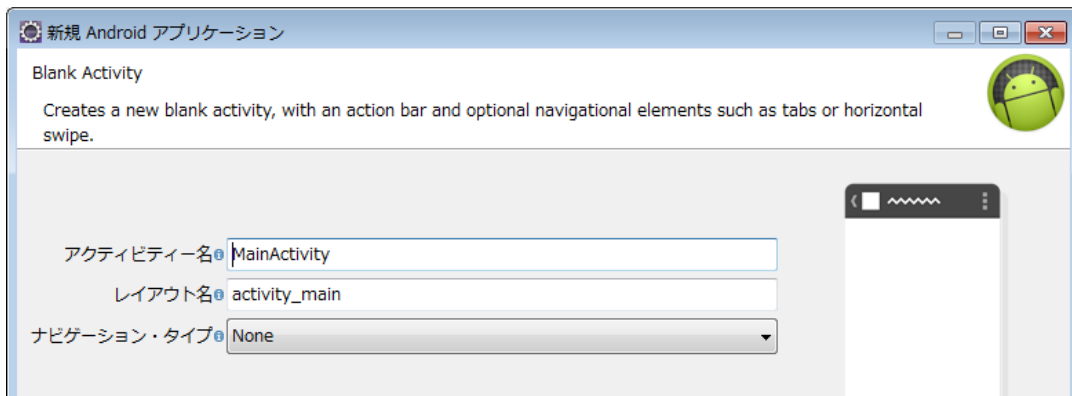 新規 Android アプリケーション
Blank Activity
Creates a new blank activity, with an action bar and optional navigational elements such as tabs or horizontal
swipe.
アクティビティー名 MainActivity
レイアウト名 activity_main
ナビゲーション・タイプ None